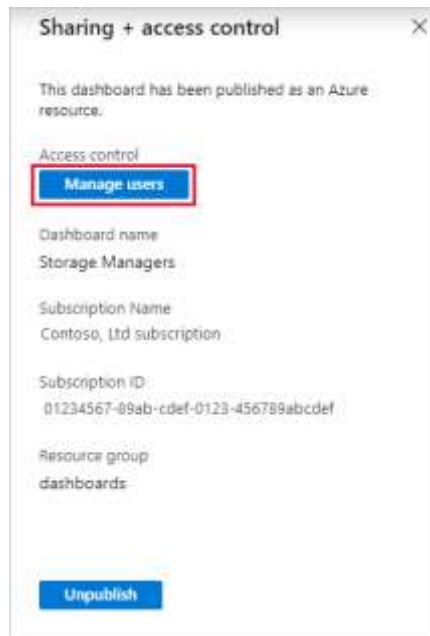 Sharing + access control
This dashboard has been published as an Azure
resource.
Access control
Manage users
Dashboard name
Storage Managers
Subscription Name
Contoso, Ltd subscription
Subscription ID
01234567-89ab-cdef-0123-456789abcdef
Resource group
dashboards
Unpublish